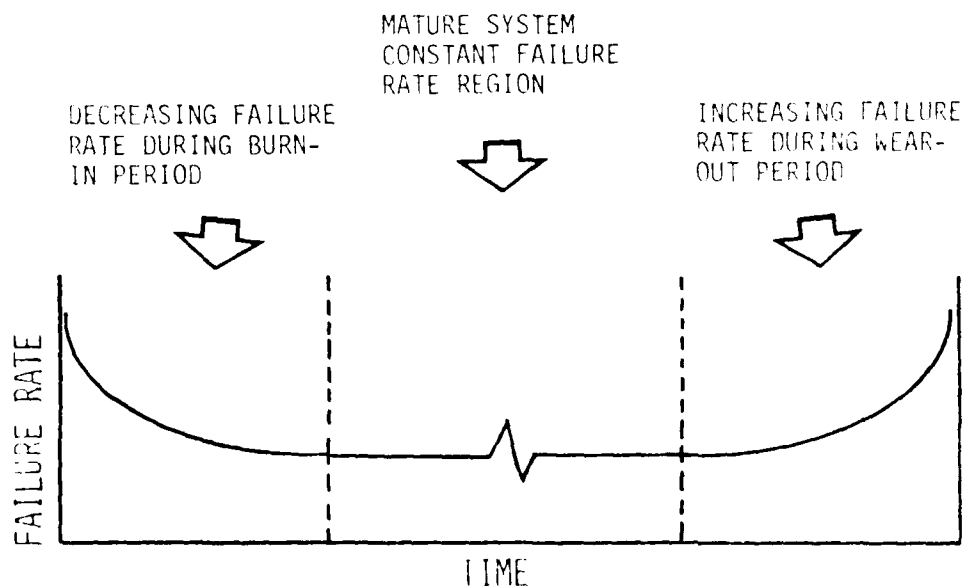 MATURE SYSTEM
CONSTANT FAILURE
RATE REGION
DECREASING FAILURE
RATE DURING BURN-
IN PERIOD
INCREASING FAILURE
RATE DURING WEAR-
OUT PERIOD
FAILURE RATE
TIME